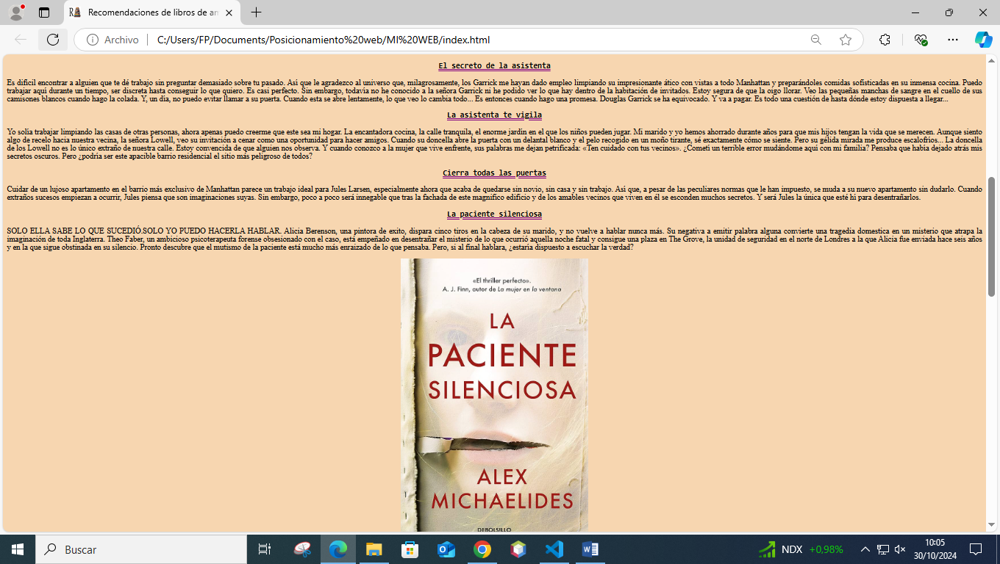 Recomendaciones de libros de am
Archivo
C:/Users/FP/Documents/Posicionamiento%20web/MI%20WEB/index.html
El secreto de la asistenta
Es dificil encontrar a alguien que te dé trabajo sin preguntar demasiado sobre tu pasado. Así que le agradezco al universo que, milagrosamente, los Garrick me hayan dado empleo limpiando su impresionante ático con vistas a todo Manhattan y preparándoles comidas sofisticadas en su inmensa cocina. Puedo
trabajar aquí durante un tiempo, ser discreta hasta conseguir lo que quiero. Es casi perfecto. Sin embargo, todavía no he conocido a la señora Garrick ni he podido ver lo que hay dentro de la habitación de invitados. Estoy segura de que la oigo llorar. Veo las pequeñas manchas de sangre en el cuello de sus
camisones blancos cuando hago la colada. Y, un día, no puedo evitar llamar a su puerta. Cuando esta se abre lentamente, lo que veo lo cambia todo... Es entonces cuando hago una promesa. Douglas Garrick se ha equivocado. Y va a pagar. Es todo una cuestión de hasta dónde estoy dispuesta a llegar...
La asistenta te vigila
Yo solía trabajar limpiando las casas de otras personas, ahora apenas puedo creerme que este sea mi hogar. La encantadora cocina, la calle tranquila, el enorme jardín en el que los niños pueden jugar. Mi marido y yo hemos ahorrado durante años para que mis hijos tengan la vida que se merecen. Aunque siento
algo de recelo hacia nuestra vecina, la señora Lowell, veo su invitación a cenar como una oportunidad para hacer amigos. Cuando su doncella abre la puerta con un delantal blanco y el pelo recogido en un moño tirante, sé exactamente cómo se siente. Pero su gélida mirada me produce escalofríos... La doncella
de los Lowell no es lo único extraño de nuestra calle. Estoy convencida de que alguien nos observa. Y cuando conozco a la mujer que vive enfrente, sus palabras me dejan petrificada: «Ten cuidado con tus vecinos». ¿Cometí un terrible error mudándome aquí con mi familia? Pensaba que había dejado atrás mis
secretos oscuros. Pero ¿podría ser este apacible barrio residencial el sitio más peligroso de todos?
Cierra todas las puertas
Cuidar de un lujoso apartamento en el barrio más exclusivo de Manhattan parece un trabajo ideal para Jules Larsen, especialmente ahora que acaba de quedarse sin novio, sin casa y sin trabajo. Así que, a pesar de las peculiares normas que le han impuesto, se muda a su nuevo apartamento sin dudarlo. Cuando
extraños sucesos empiezan a ocurrir, Jules piensa que son imaginaciones suyas. Sin embargo, poco a poco será innegable que tras la fachada de este magnífico edificio y de los amables vecinos que viven en él se esconden muchos secretos. Y será Jules la única que esté hí para desentrañarlos.
La paciente silenciosa
SOLO ELLA SABE LO QUE SUCEDIÓ.SOLO YO PUEDO HACERLA HABLAR. Alicia Berenson, una pintora de exito, dispara cinco tiros en la cabeza de su marido, y no vuelve a hablar nunca más. Su negativa a emitir palabra alguna convierte una tragedia domestica en un misterio que atrapa la
imaginación de toda Inglaterra. Theo Faber, un ambicioso psicoterapeuta forense obsesionado con el caso, está empeñado en desentrañar el misterio de lo que ocurrió aquella noche fatal y consigue una plaza en The Grove, la unidad de seguridad en el norte de Londres a la que Alicia fue enviada hace seis años
y en la que sigue obstinada en su silencio. Pronto descubre que el mutismo de la paciente está mucho más enraizado de lo que pensaba. Pero, si al final hablara, ¿estaria dispuesto a escuchar la verdad?
«El thriller perfecto».
A. J. Finn, autor de La mujer en la ventana
LA
PACIENTE
SILENCIOSA
ALEX
MICHAELIDES
DEBOLSILLO
Buscar
NDX +0,98%
10:05
30/10/2024